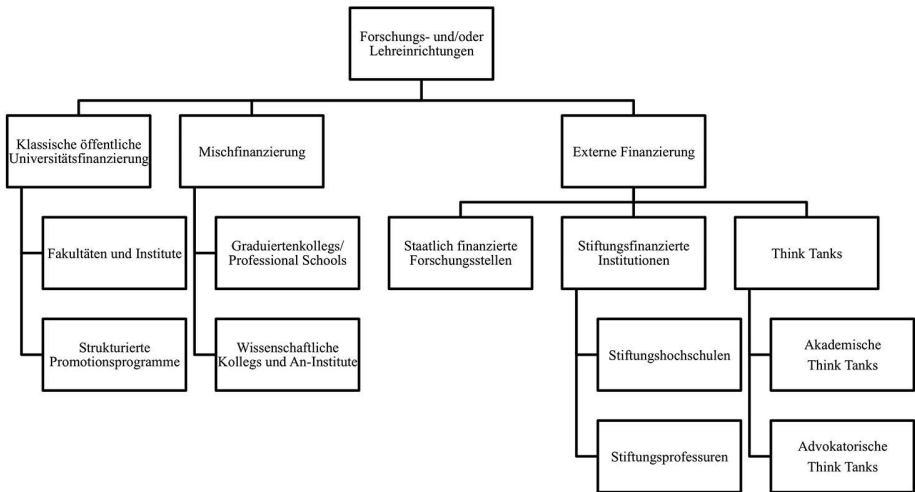 Forschungs- und/oder
Lehreinrichtungen
Klassische öffentliche
Universitätsfinanzierung
Mischfinanzierung
Externe Finanzierung
Fakultäten und Institute
Graduiertenkollegs/
Professional Schools
Staatlich finanzierte
Forschungsstellen
Stiftungsfinanzierte
Institutionen
Think Tanks
Strukturierte
Promotionsprogramme
Wissenschaftliche
Kollegs und An-Institute
Stiftungshochschulen
Akademische
Think Tanks
Stiftungsprofessuren
Advokatorische
Think Tanks